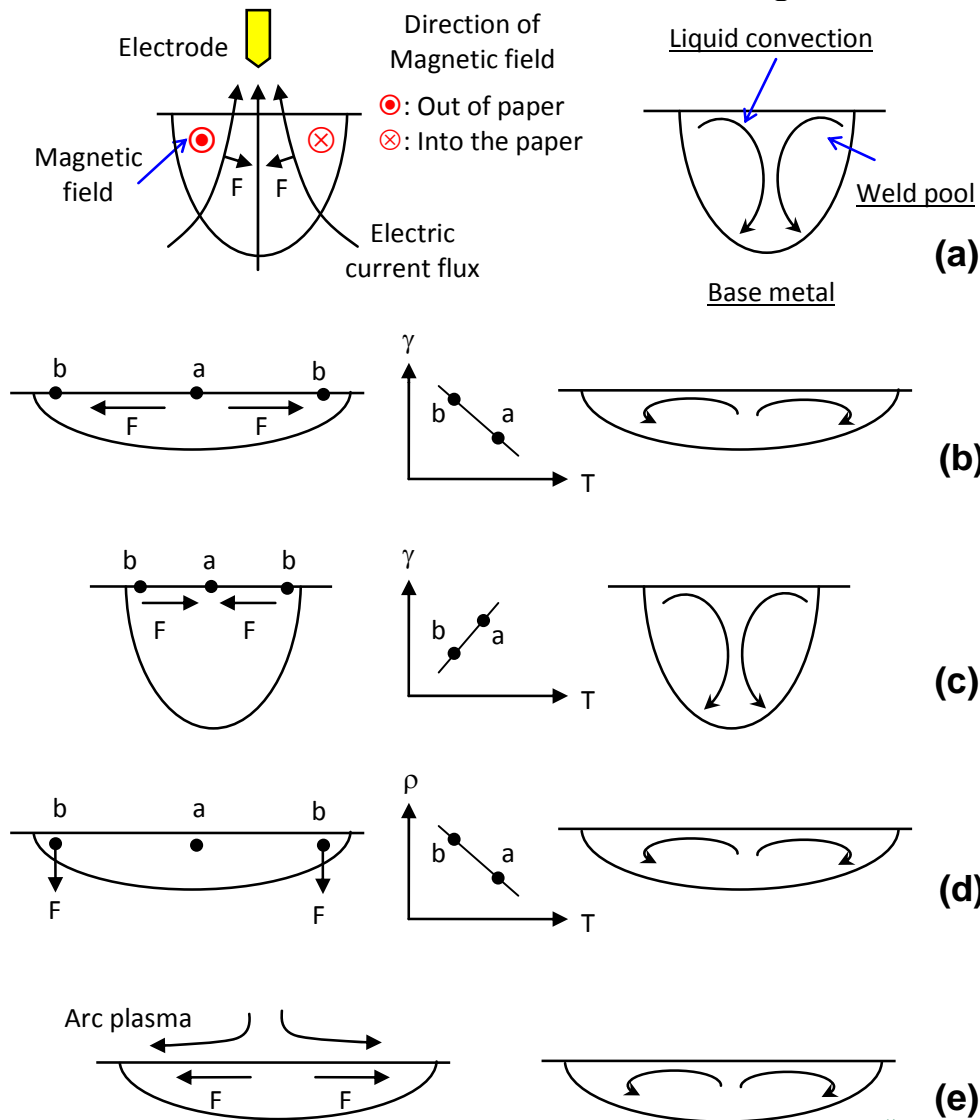 Electrode
Direction of
Magnetic field
: Out of paper
: Into the paper
Magnetic
field
F
F
Electric
current flux
Liquid convection
Weld pool
Base metal
(a)
b
a
b
F
F
γ
b
a
T
(b)
b
a
b
F
F
γ
b
a
T
(c)
b
a
b
F
F
ρ
b
a
T
(d)
Arc plasma
F
F
(e)